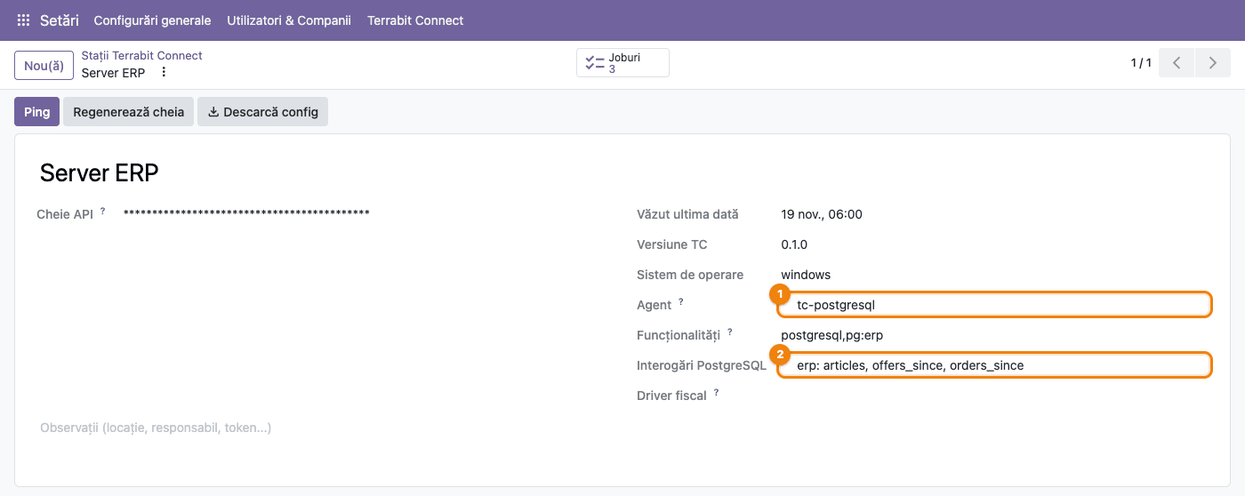 Setări Configurări generale Utilizatori & Companii Terrabit Connect
Nou(ă) Stații Terrabit Connect
Server ERP
Joburi
3
1 / 1
Ping Regenerează cheia Descarcă config
Server ERP
Cheie API ? *******************************************
Văzut ultima dată 19 nov., 06:00
Versiune TC 0.1.0
Sistem de operare windows
1
Agent ? tc-postgresql
Funcționalități ? postgresql,pg:erp
2
Interogări PostgreSQL erp: articles, offers_since, orders_since
Driver fiscal ?
Observații (locație, responsabil, token...)